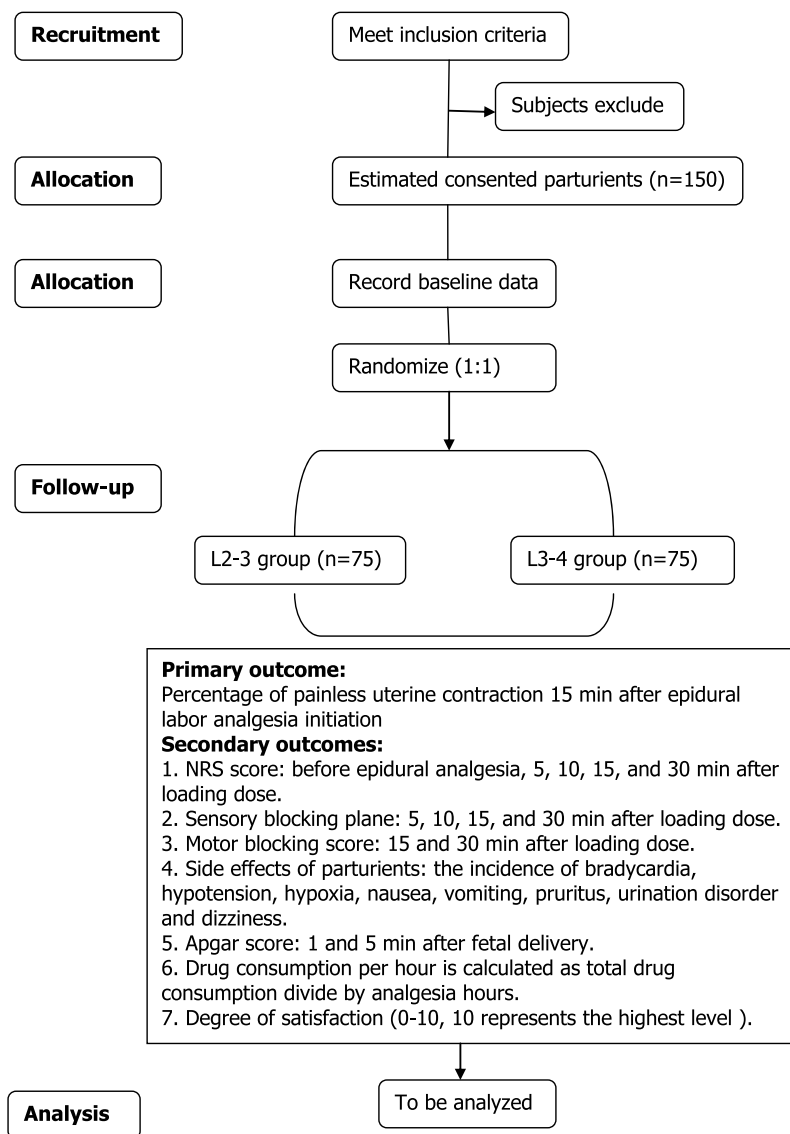 Recruitment
Meet inclusion criteria
Subjects exclude
Allocation
Estimated consented parturients (n=150)
Allocation
Record baseline data
Randomize (1:1)
Follow-up
L2-3 group (n=75)
L3-4 group (n=75)
Primary outcome:
Percentage of painless uterine contraction 15 min after epidural
labor analgesia initiation
Secondary outcomes:
1. NRS score: before epidural analgesia, 5, 10, 15, and 30 min after
loading dose.
2. Sensory blocking plane: 5, 10, 15, and 30 min after loading dose.
3. Motor blocking score: 15 and 30 min after loading dose.
4. Side effects of parturients: the incidence of bradycardia,
hypotension, hypoxia, nausea, vomiting, pruritus, urination disorder
and dizziness.
5. Apgar score: 1 and 5 min after fetal delivery.
6. Drug consumption per hour is calculated as total drug
consumption divide by analgesia hours.
7. Degree of satisfaction (0-10, 10 represents the highest level ).
To be analyzed
Analysis